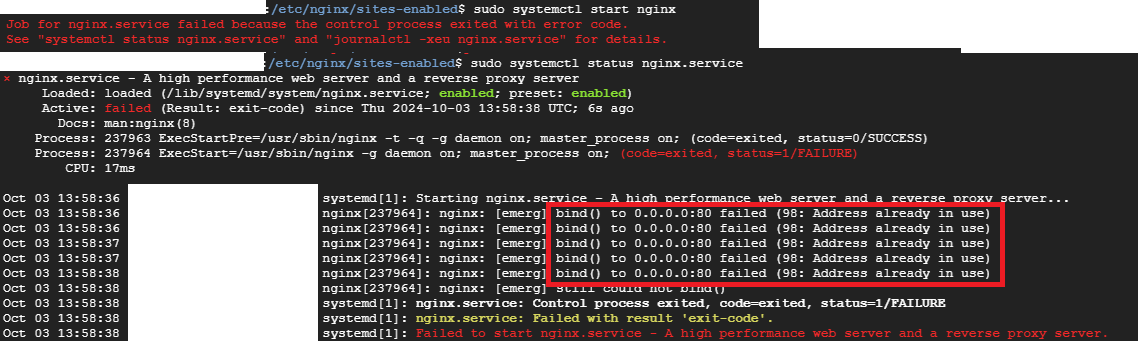 :/etc/nginx/sites-enabled$ sudo systemctl start nginx
Job for nginx.service failed because the control process exited with error code.
See "systemctl status nginx.service" and "journalctl -xeu nginx.service" for details.
:/etc/nginx/sites-enabled$ sudo systemctl status nginx.service
× nginx.service - A high performance web server and a reverse proxy server
Loaded: loaded (/lib/systemd/system/nginx.service; enabled; preset: enabled)
Active: failed (Result: exit-code) since Thu 2024-10-03 13:58:38 UTC; 6s ago
Docs: man:nginx(8)
Process: 237963 ExecStartPre=/usr/sbin/nginx -t -q -g daemon on; master_process on; (code=exited, status=0/SUCCESS)
Process: 237964 ExecStart=/usr/sbin/nginx -g daemon on; master_process on; (code=exited, status=1/FAILURE)
CPU: 17ms
Oct 03 13:58:36 systemd[1]: Starting nginx.service - A high performance web server and a reverse proxy server...
Oct 03 13:58:36 nginx[237964]: nginx: [emerg] bind() to 0.0.0.0:80 failed (98: Address already in use)
Oct 03 13:58:36 nginx[237964]: nginx: [emerg] bind() to 0.0.0.0:80 failed (98: Address already in use)
Oct 03 13:58:37 nginx[237964]: nginx: [emerg] bind() to 0.0.0.0:80 failed (98: Address already in use)
Oct 03 13:58:37 nginx[237964]: nginx: [emerg] bind() to 0.0.0.0:80 failed (98: Address already in use)
Oct 03 13:58:38 nginx[237964]: nginx: [emerg] bind() to 0.0.0.0:80 failed (98: Address already in use)
Oct 03 13:58:38 nginx[237964]: nginx: [emerg] still could not bind()
Oct 03 13:58:38 systemd[1]: nginx.service: Control process exited, code=exited, status=1/FAILURE
Oct 03 13:58:38 systemd[1]: nginx.service: Failed with result 'exit-code'.
Oct 03 13:58:38 systemd[1]: Failed to start nginx.service - A high performance web server and a reverse proxy server.